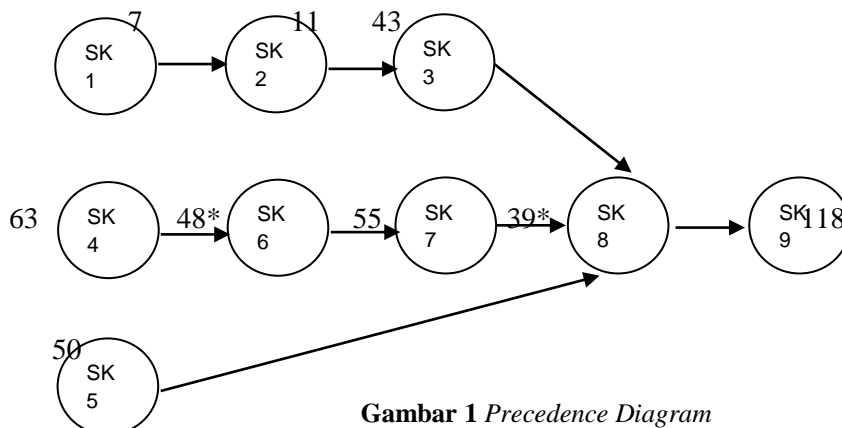 7 11 43
SK SK SK
1 2 3
63 48* 55 39* 118
SK SK SK SK SK
4 6 7 8 9
50
SK
5
Gambar 1 Precedence Diagram